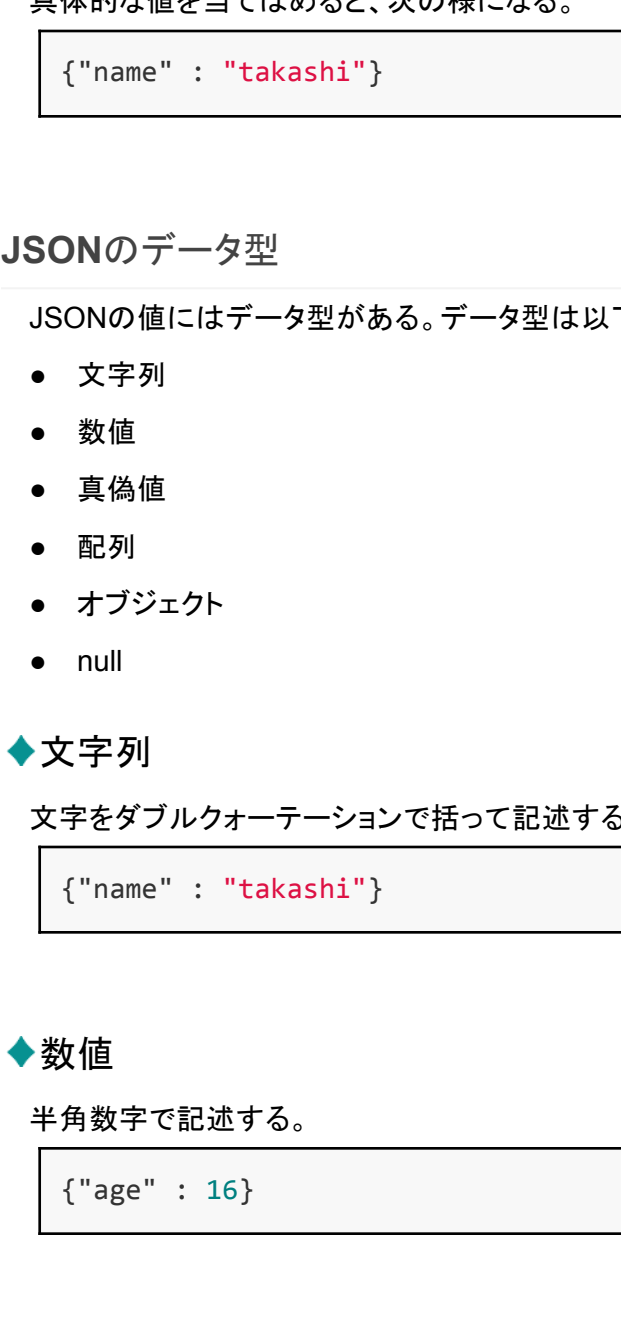 具体的な値を当てはめると、次の様になる。
{"name" : "takashi"}
JSONのデータ型
JSONの値にはデータ型がある。データ型は以下
● 文字列
● 数値
● 真偽値
● 配列
● オブジェクト
● null
◆文字列
文字をダブルクォーテーションで括って記述する
{"name" : "takashi"}
◆数値
半角数字で記述する。
{"age" : 16}